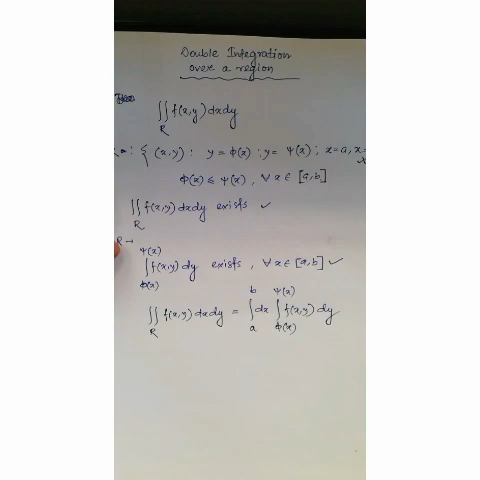 Double Integration
over a region
∬_R f(x,y) dxdy
: { (x,y) : y = ϕ(x) : y = ψ(x) ; x=a, x=
ϕ(x) ≤ ψ(x) , ∀ x ∈ [a,b]
∬_R f(x,y) dxdy exists ✓
R →
∫_{ϕ(x)}^{ψ(x)} f(x,y) dy exists , ∀ x ∈ [a,b] ✓
∬_R f(x,y) dxdy = ∫_a^b dx ∫_{ϕ(x)}^{ψ(x)} f(x,y) dy